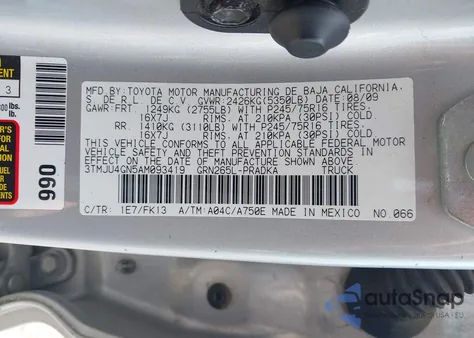 MFD.BY: TOYOTA MOTOR MANUFACTURING DE BAJA CALIFORNIA,
S. DE R.L. DE C.V. GVWR: 2426KG(5350LB) DATE: 08/09
GAWR: FRT. 1249KG (2755LB) WITH P245/75R16 TIRES,
16X7J RIMS, AT 210KPA (30PSI) COLD
RR. 1410KG (3110LB) WITH P245/75R16 TIRES,
16X7J RIMS, AT 210KPA (30PSI) COLD
THIS VEHICLE CONFORMS TO ALL APPLICABLE FEDERAL MOTOR
VEHICLE SAFETY AND THEFT PREVENTION STANDARDS
IN EFFECT ON THE DATE OF MANUFACTURE SHOWN ABOVE.
3TMJU4GN5AM093419 GRN265L-PRADKA TRUCK
C/TR: 1E7/FK13 A/TM: A04C/A750E MADE IN MEXICO NO 066
990
3
lbs.
autoSnap